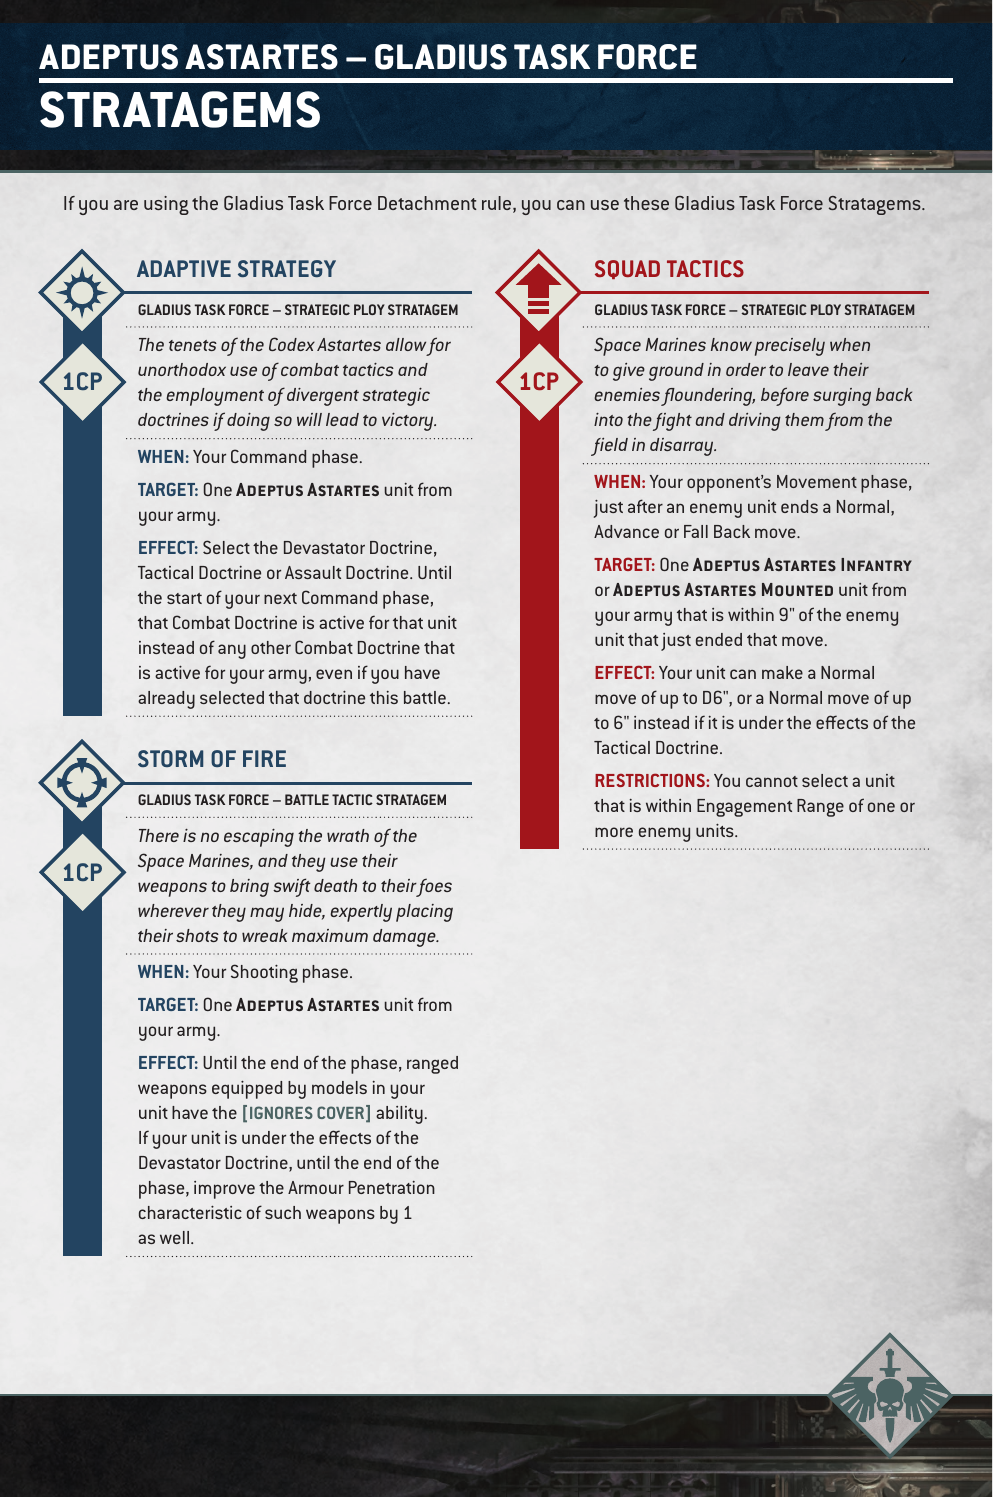 ADEPTUS ASTARTES – GLADIUS TASK FORCE
STRATAGEMS
If you are using the Gladius Task Force Detachment rule, you can use these Gladius Task Force Stratagems.
ADAPTIVE STRATEGY
GLADIUS TASK FORCE – STRATEGIC PLOY STRATAGEM
1CP
The tenets of the Codex Astartes allow for
unorthodox use of combat tactics and
the employment of divergent strategic
doctrines if doing so will lead to victory.
WHEN: Your Command phase.
TARGET: One ADEPTUS ASTARTES unit from
your army.
EFFECT: Select the Devastator Doctrine,
Tactical Doctrine or Assault Doctrine. Until
the start of your next Command phase,
that Combat Doctrine is active for that unit
instead of any other Combat Doctrine that
is active for your army, even if you have
already selected that doctrine this battle.
STORM OF FIRE
GLADIUS TASK FORCE – BATTLE TACTIC STRATAGEM
1CP
There is no escaping the wrath of the
Space Marines, and they use their
weapons to bring swift death to their foes
wherever they may hide, expertly placing
their shots to wreak maximum damage.
WHEN: Your Shooting phase.
TARGET: One ADEPTUS ASTARTES unit from
your army.
EFFECT: Until the end of the phase, ranged
weapons equipped by models in your
unit have the [IGNORES COVER] ability.
If your unit is under the effects of the
Devastator Doctrine, until the end of the
phase, improve the Armour Penetration
characteristic of such weapons by 1
as well.
SQUAD TACTICS
GLADIUS TASK FORCE – STRATEGIC PLOY STRATAGEM
1CP
Space Marines know precisely when
to give ground in order to leave their
enemies floundering, before surging back
into the fight and driving them from the
field in disarray.
WHEN: Your opponent's Movement phase,
just after an enemy unit ends a Normal,
Advance or Fall Back move.
TARGET: One ADEPTUS ASTARTES INFANTRY
or ADEPTUS ASTARTES MOUNTED unit from
your army that is within 9" of the enemy
unit that just ended that move.
EFFECT: Your unit can make a Normal
move of up to D6", or a Normal move of up
to 6" instead if it is under the effects of the
Tactical Doctrine.
RESTRICTIONS: You cannot select a unit
that is within Engagement Range of one or
more enemy units.